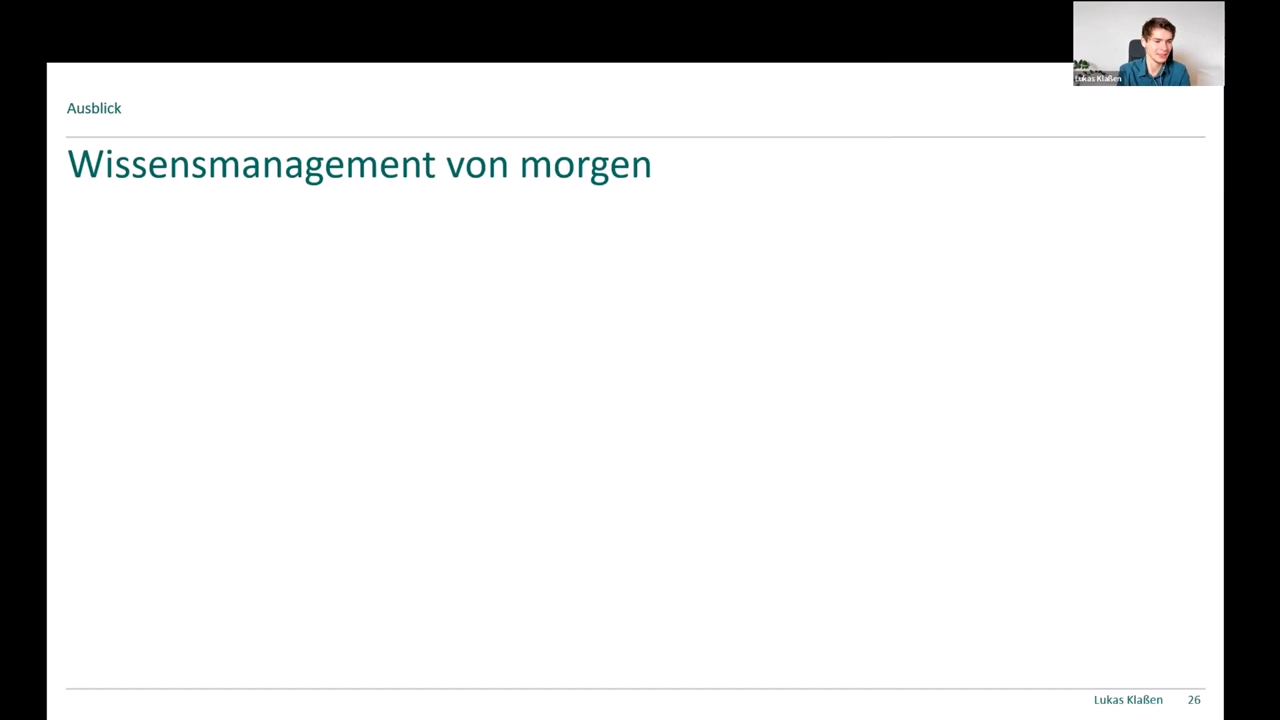 Lukas Klaßen
Ausblick
Wissensmanagement von morgen
Lukas Klaßen 26